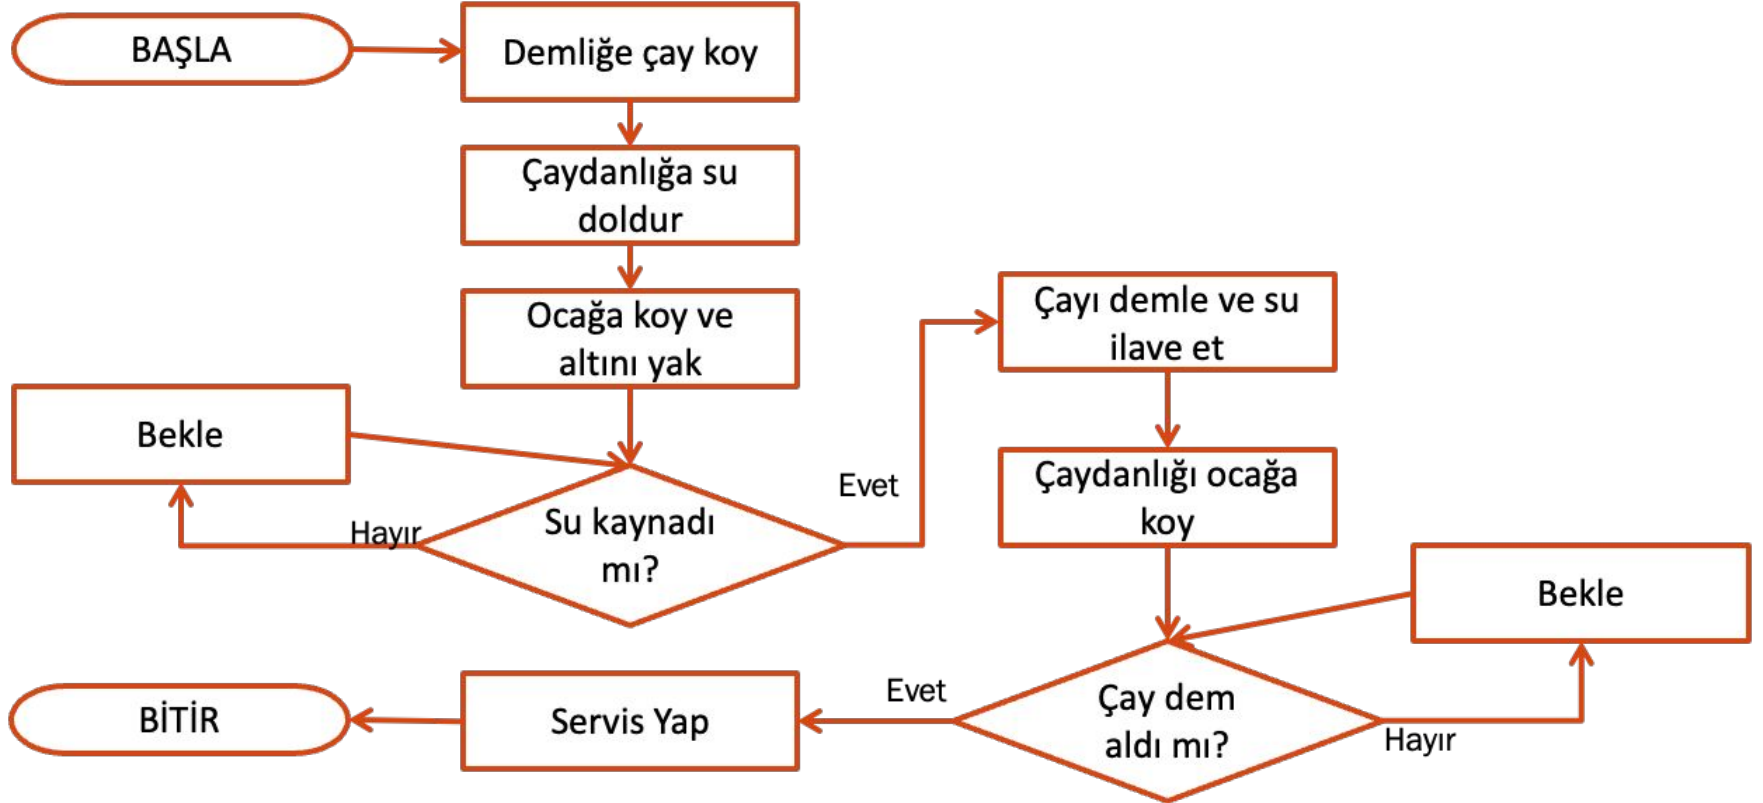 BAŞLA
Demliğe çay koy
Çaydanlığa su
doldur
Ocağa koy ve
altını yak
Bekle
Hayır
Su kaynadı
mı?
Evet
Çayı demle ve su
ilave et
Çaydanlığı ocağa
koy
Bekle
Çay dem
aldı mı?
Hayır
Evet
Servis Yap
BİTİR